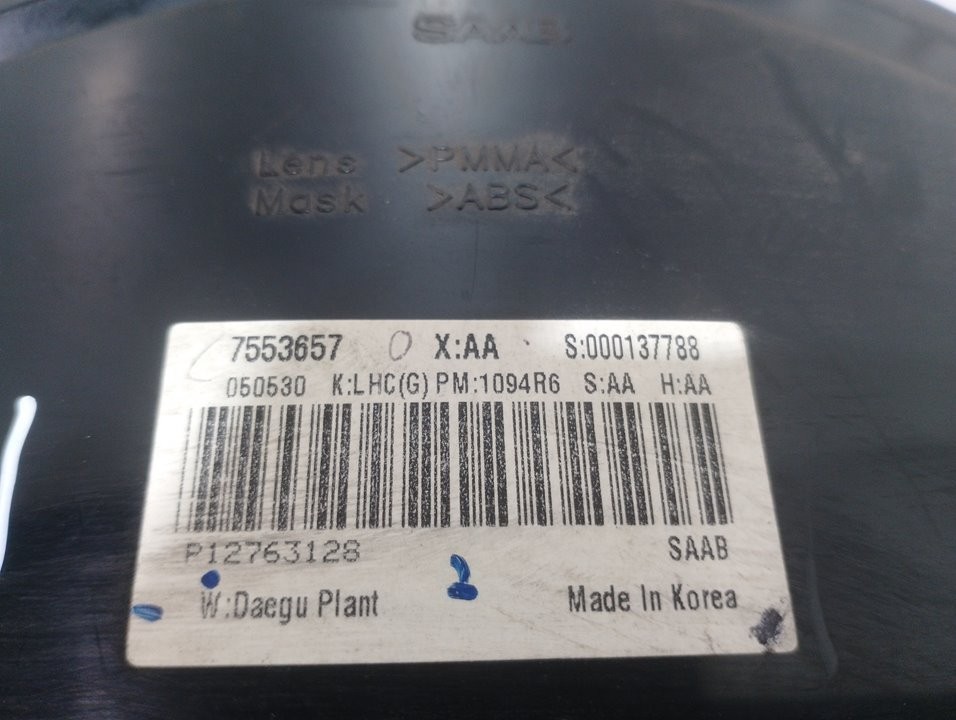 SAAB
Lens >PMMA<
Mask >ABS<
7553657 X:AA S:000137788
050530 K:LHC(G) PM:1094R6 S:AA H:AA
P12763128 SAAB
W:Daegu Plant Made In Korea